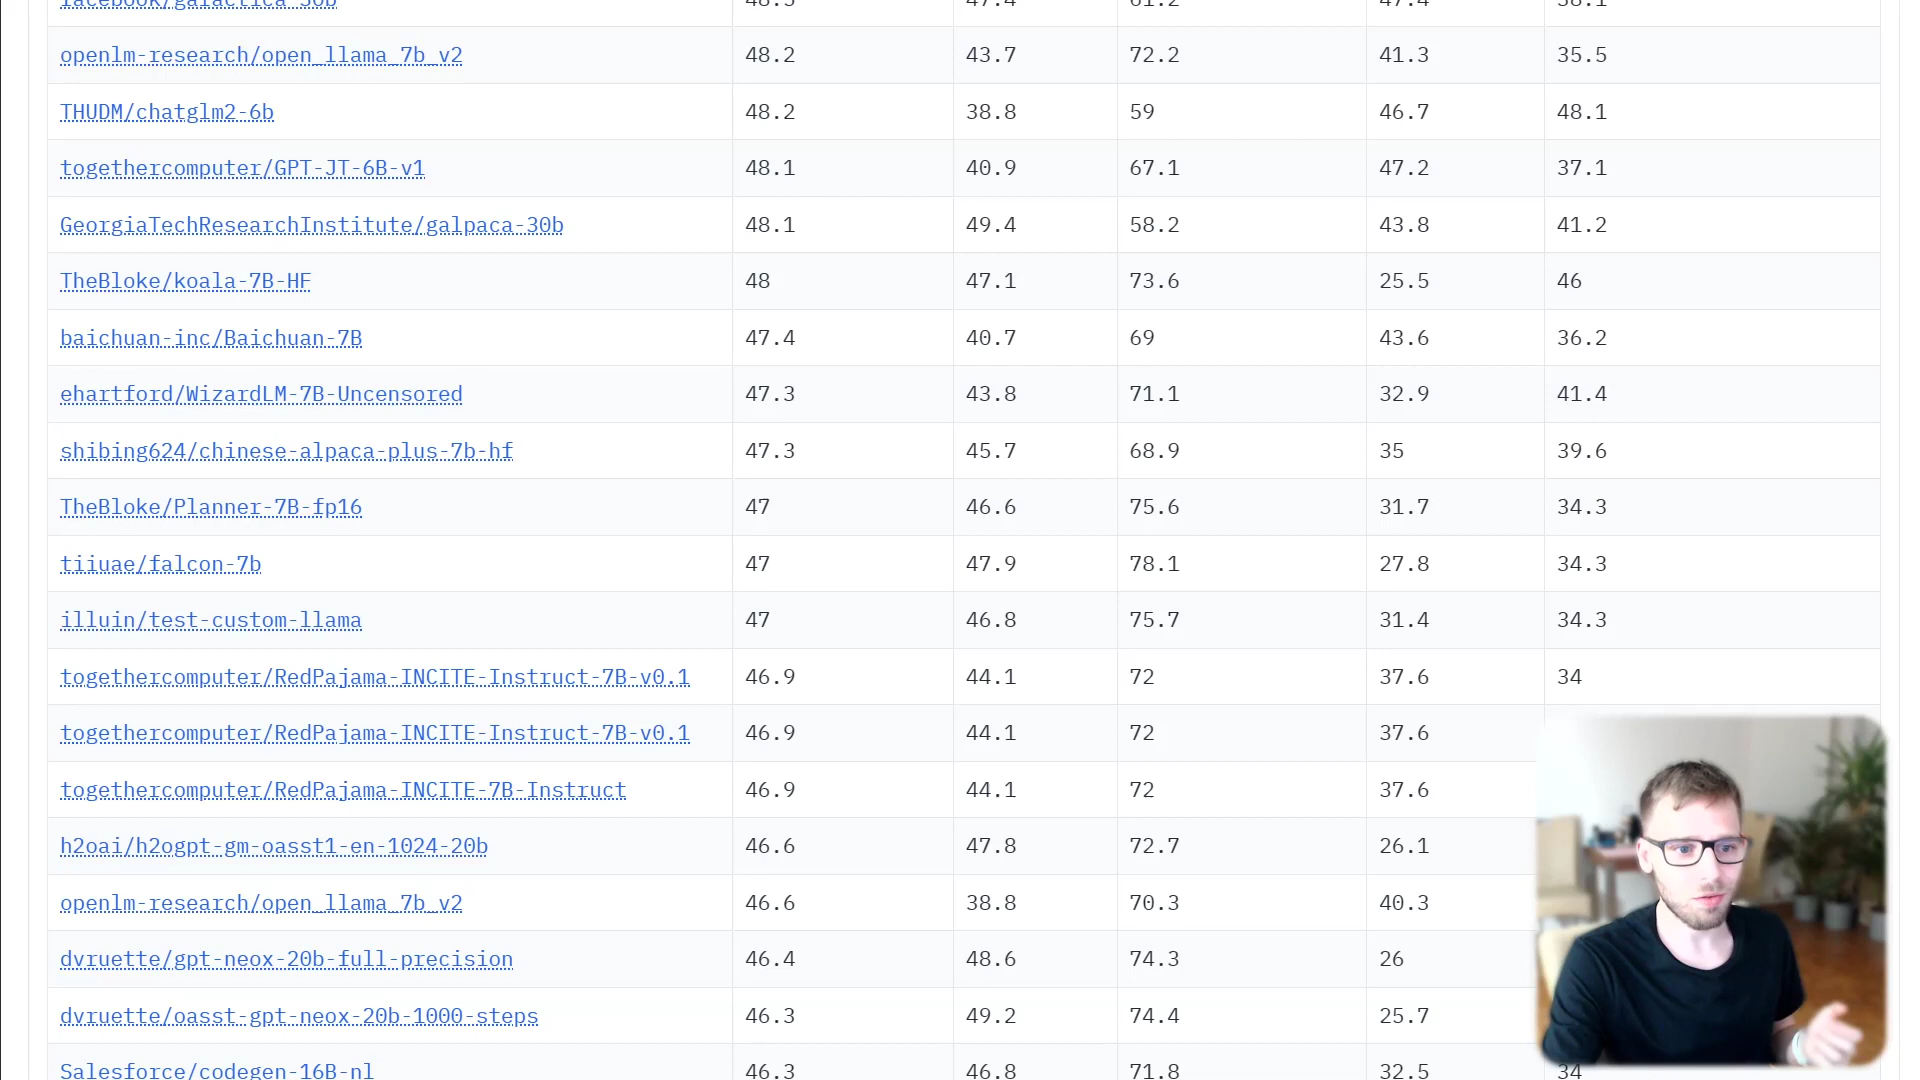 facebook/galactica-30b 48.5 47.4 61.2 47.4 38.1
openlm-research/open_llama_7b_v2 48.2 43.7 72.2 41.3 35.5
THUDM/chatglm2-6b 48.2 38.8 59 46.7 48.1
togethercomputer/GPT-JT-6B-v1 48.1 40.9 67.1 47.2 37.1
GeorgiaTechResearchInstitute/galpaca-30b 48.1 49.4 58.2 43.8 41.2
TheBloke/koala-7B-HF 48 47.1 73.6 25.5 46
baichuan-inc/Baichuan-7B 47.4 40.7 69 43.6 36.2
ehartford/WizardLM-7B-Uncensored 47.3 43.8 71.1 32.9 41.4
shibing624/chinese-alpaca-plus-7b-hf 47.3 45.7 68.9 35 39.6
TheBloke/Planner-7B-fp16 47 46.6 75.6 31.7 34.3
tiiuae/falcon-7b 47 47.9 78.1 27.8 34.3
illuin/test-custom-llama 47 46.8 75.7 31.4 34.3
togethercomputer/RedPajama-INCITE-Instruct-7B-v0.1 46.9 44.1 72 37.6 34
togethercomputer/RedPajama-INCITE-Instruct-7B-v0.1 46.9 44.1 72 37.6
togethercomputer/RedPajama-INCITE-7B-Instruct 46.9 44.1 72 37.6
h2oai/h2ogpt-gm-oasst1-en-1024-20b 46.6 47.8 72.7 26.1
openlm-research/open_llama_7b_v2 46.6 38.8 70.3 40.3
dvruette/gpt-neox-20b-full-precision 46.4 48.6 74.3 26
dvruette/oasst-gpt-neox-20b-1000-steps 46.3 49.2 74.4 25.7
Salesforce/codegen-16B-nl 46.3 46.8 71.8 32.5 34